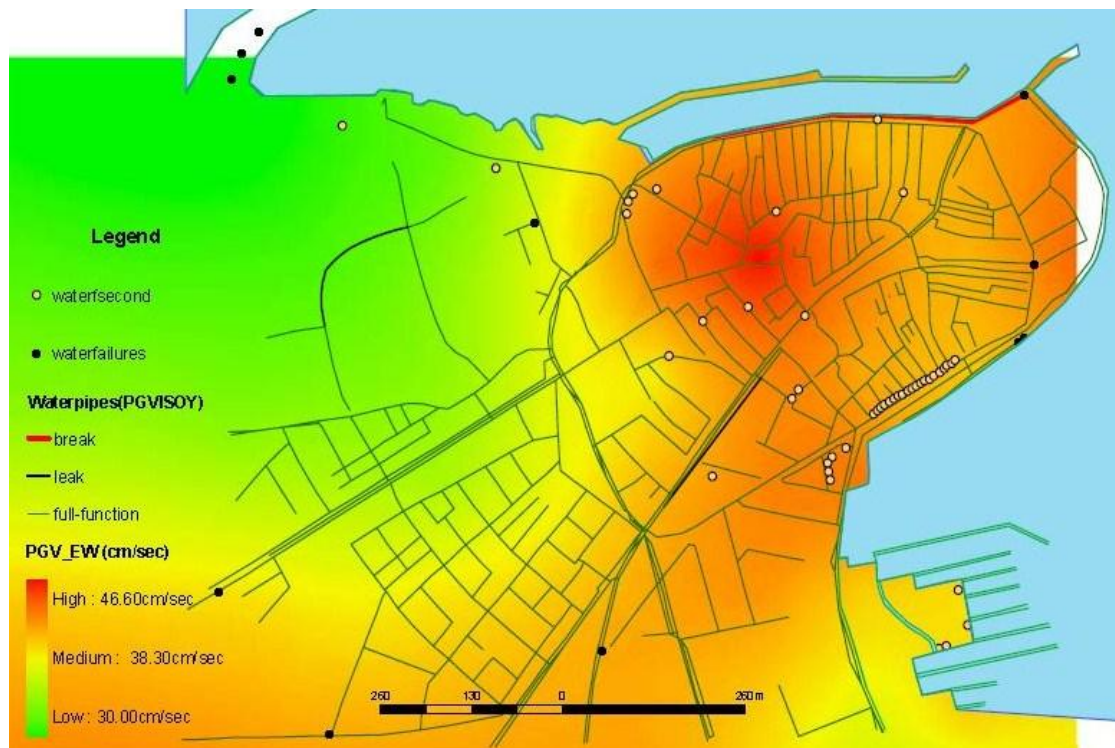 Legend
waterfsecond
waterfailures
Waterpipes(PGVISOY)
break
leak
full-function
PGV_EW (cm/sec)
High : 46.60cm/sec
Medium : 38.30cm/sec
Low : 30.00cm/sec
260 130 0 260 m